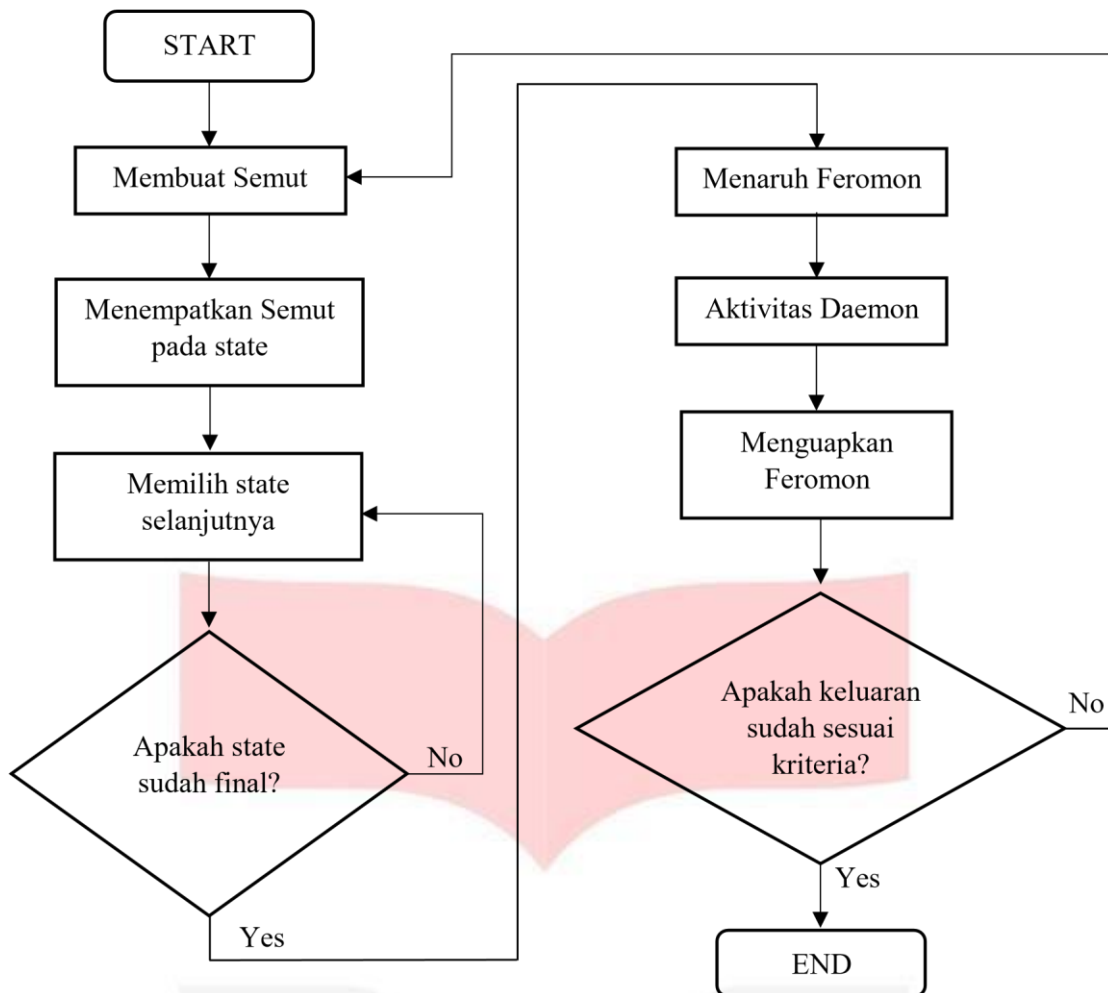 START
Membuat Semut
Menempatkan Semut
pada state
Memilih state
selanjutnya
Apakah state
sudah final?
No
Yes
Menaruh Feromon
Aktivitas Daemon
Menguapkan
Feromon
Apakah keluaran
sudah sesuai
kriteria?
No
Yes
END